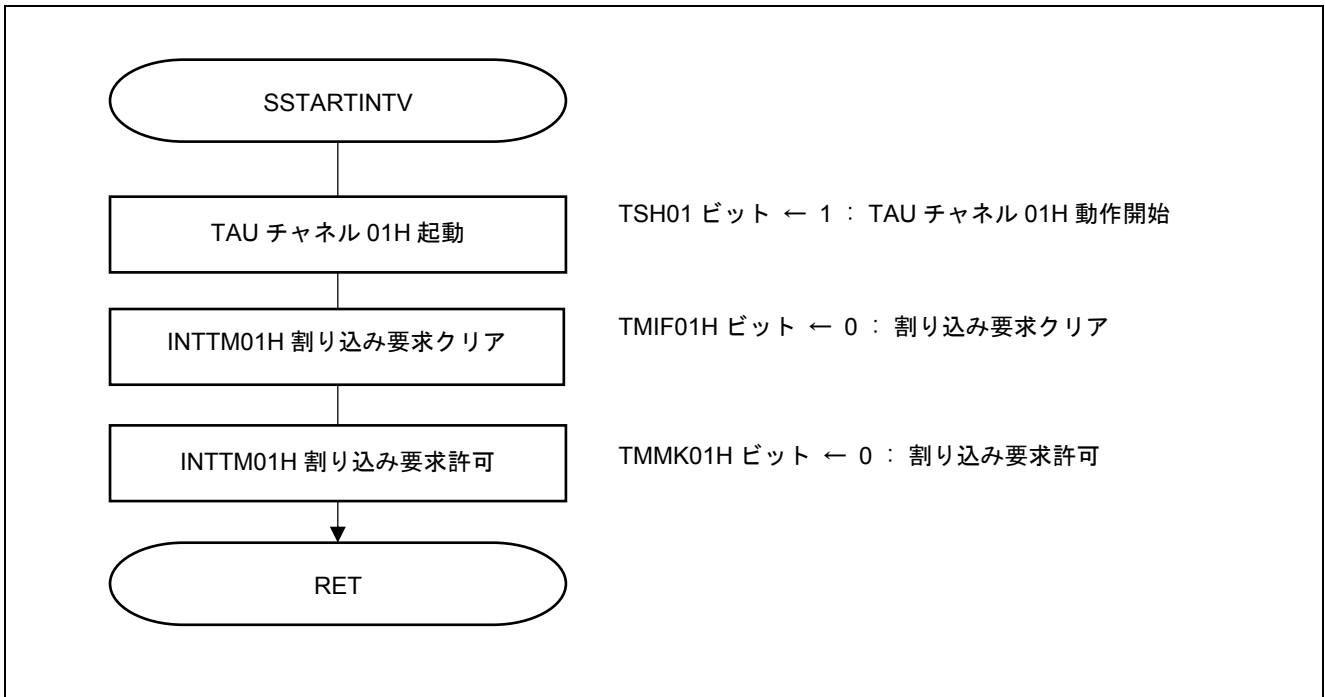 SSTARTINTV
TAU チャネル 01H 起動
TSH01 ビット ← 1 : TAU チャネル 01H 動作開始
INTTM01H 割り込み要求クリア
TMIF01H ビット ← 0 : 割り込み要求クリア
INTTM01H 割り込み要求許可
TMMK01H ビット ← 0 : 割り込み要求許可
RET